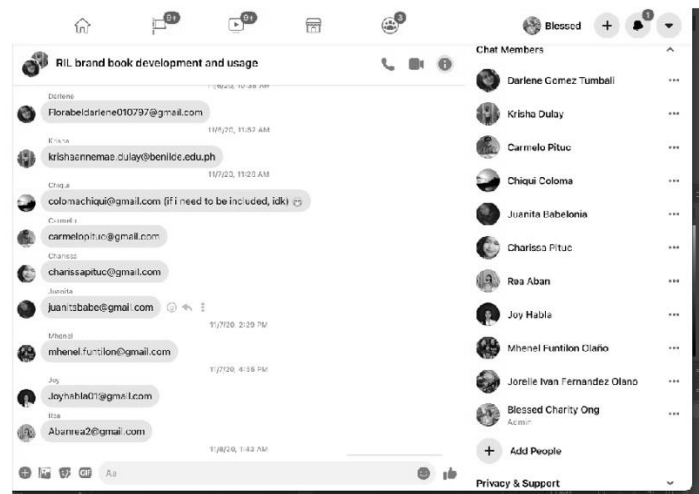 9+
9+
3
Blessed
1
RIL brand book development and usage
Darlene
Florabeldarlene010797@gmail.com
11/6/20, 11:52 AM
Krisha
krishaannemae.dulay@benilde.edu.ph
11/7/20, 11:26 AM
Chiqui
colomachiqui@gmail.com (if i need to be included, idk)
Carmelo
carmelopituc@gmail.com
Charissa
charissapituc@gmail.com
Juanita
juanitsbabe@gmail.com
11/7/20, 2:29 PM
Mhenel
mhenel.funtilon@gmail.com
11/7/20, 4:36 PM
Joy
Joyhabla01@gmail.com
Rea
Abanrea2@gmail.com
11/8/20, 1:43 AM
GIF
Aa
Chat Members
Darlene Gomez Tumbali
Krisha Dulay
Carmelo Pituc
Chiqui Coloma
Juanita Babelonia
Charissa Pituc
Rea Aban
Joy Habla
Mhenel Funtilon Olaño
Jorelle Ivan Fernandez Olano
Blessed Charity Ong
Admin
Add People
Privacy & Support